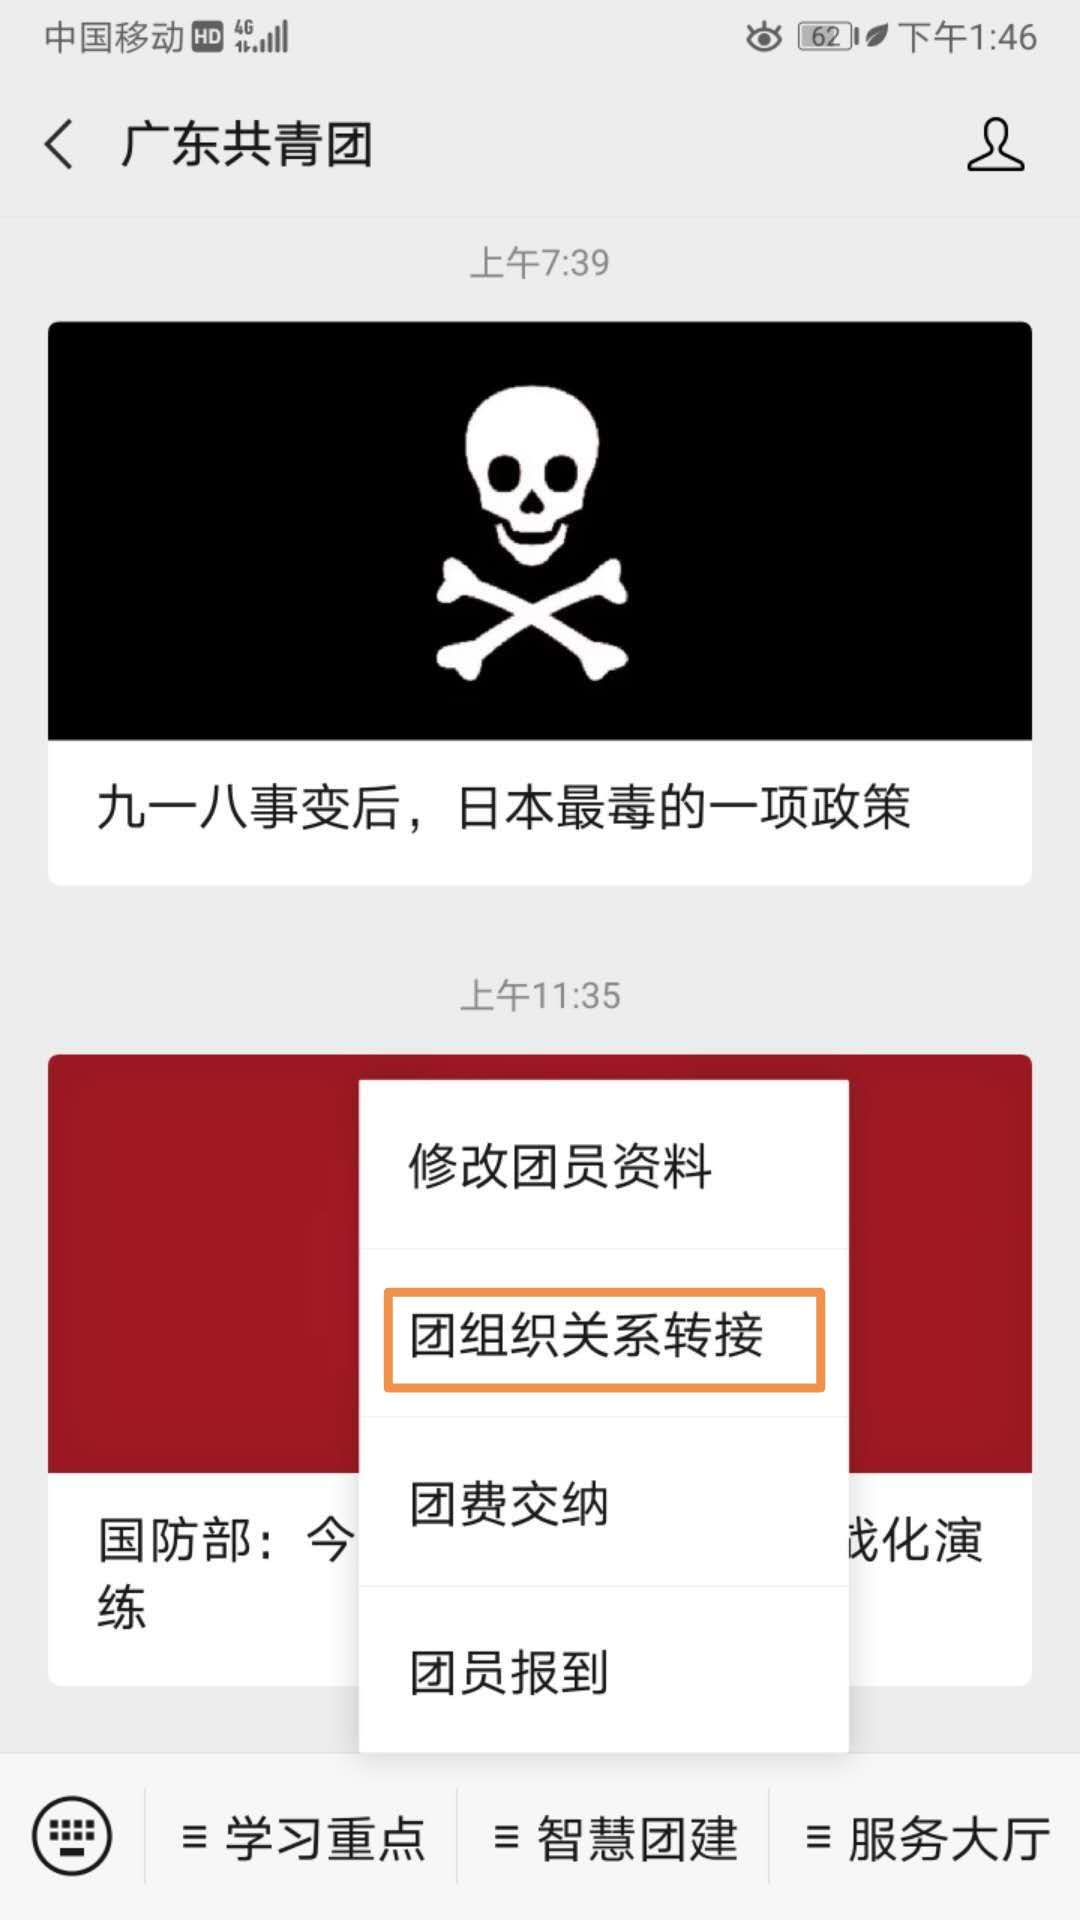 中国移动 HD 4G 62 下午1:46
广东共青团
上午7:39
九一八事变后，日本最毒的一项政策
上午11:35
修改团员资料
团组织关系转接
团费交纳
团员报到
国防部：今
战化演
练
学习重点
智慧团建
服务大厅